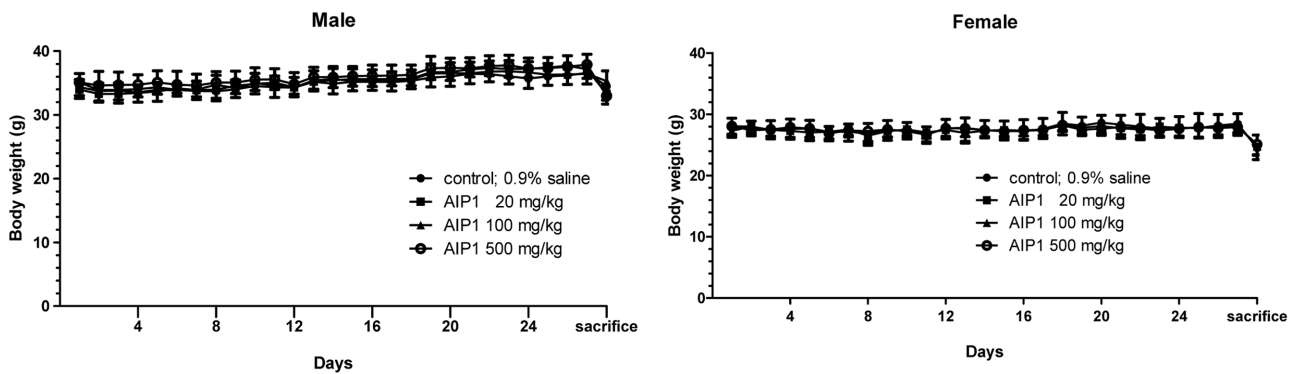 Male
Body weight (g)
40
30
20
10
0
control; 0.9% saline
AIP1 20 mg/kg
AIP1 100 mg/kg
AIP1 500 mg/kg
4 8 12 16 20 24 sacrifice
Days
Female
Body weight (g)
40
30
20
10
0
control; 0.9% saline
AIP1 20 mg/kg
AIP1 100 mg/kg
AIP1 500 mg/kg
4 8 12 16 20 24 sacrifice
Days